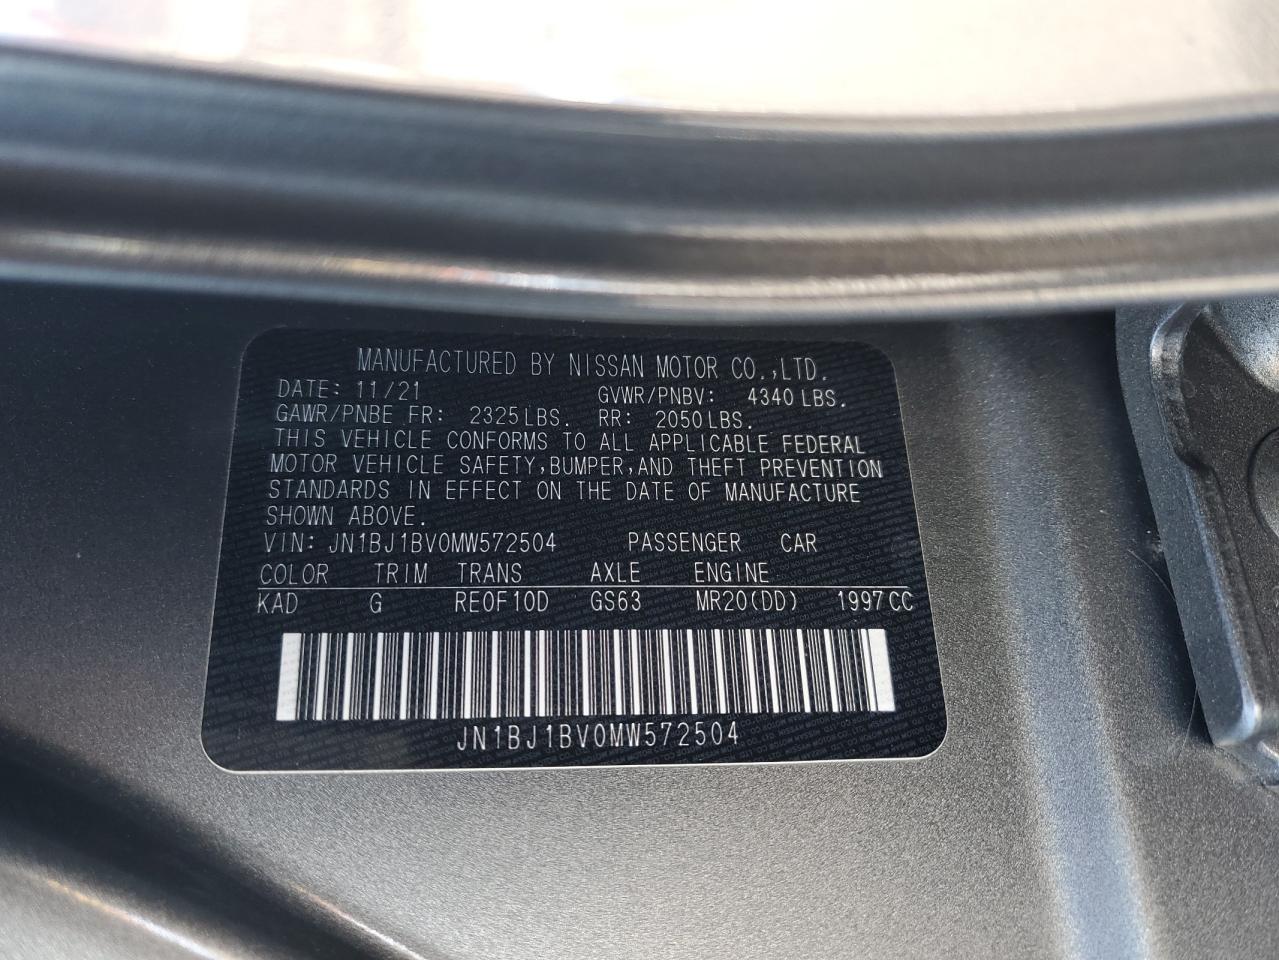 MANUFACTURED BY NISSAN MOTOR CO.,LTD.
DATE: 11/21 GVWR/PNBV: 4340 LBS.
GAWR/PNBE FR: 2325 LBS. RR: 2050 LBS.
THIS VEHICLE CONFORMS TO ALL APPLICABLE FEDERAL
MOTOR VEHICLE SAFETY,BUMPER,AND THEFT PREVENTION
STANDARDS IN EFFECT ON THE DATE OF MANUFACTURE
SHOWN ABOVE.
VIN: JN1BJ1BV0MW572504 PASSENGER CAR
COLOR TRIM TRANS AXLE ENGINE
KAD G RE0F10D GS63 MR20(DD) 1997CC
JN1BJ1BV0MW572504